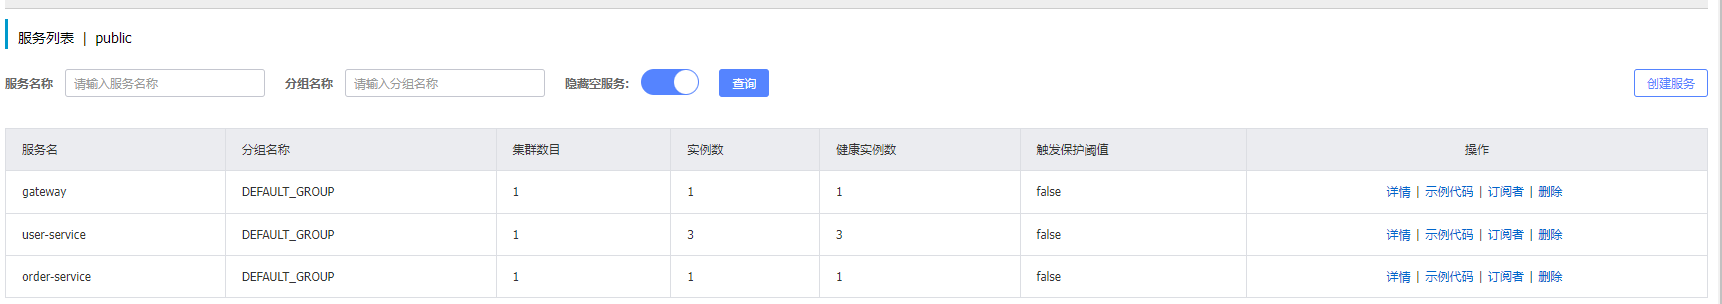 服务列表 | public
服务名称 请输入服务名称 分组名称 请输入分组名称 隐藏空服务: 查询 创建服务
服务名 分组名称 集群数目 实例数 健康实例数 触发保护阈值 操作
gateway DEFAULT_GROUP 1 1 1 false 详情 | 示例代码 | 订阅者 | 删除
user-service DEFAULT_GROUP 1 3 3 false 详情 | 示例代码 | 订阅者 | 删除
order-service DEFAULT_GROUP 1 1 1 false 详情 | 示例代码 | 订阅者 | 删除